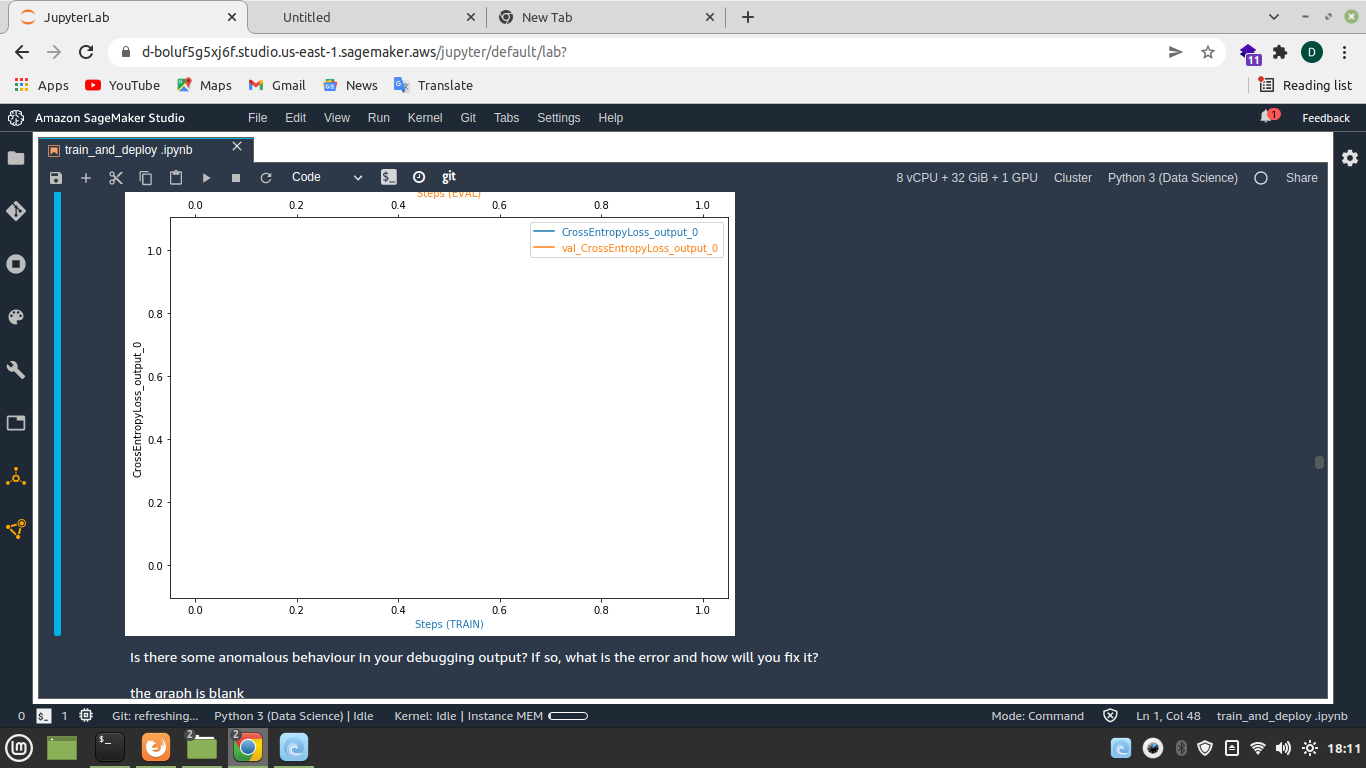 JupyterLab
Untitled
New Tab
d-boluf5g5xj6f.studio.us-east-1.sagemaker.aws/jupyter/default/lab?
D
11
Apps
YouTube
Maps
Gmail
News
Translate
Reading list
Amazon SageMaker Studio
File Edit View Run Kernel Git Tabs Settings Help
1
Feedback
train_and_deploy .ipynb
Code
$_
git
8 vCPU + 32 GiB + 1 GPU
Cluster
Python 3 (Data Science)
Share
Steps (EVAL)
0.0 0.2 0.4 0.6 0.8 1.0
CrossEntropyLoss_output_0
val_CrossEntropyLoss_output_0
1.0
0.8
0.6
0.4
0.2
0.0
CrossEntropyLoss_output_0
0.0 0.2 0.4 0.6 0.8 1.0
Steps (TRAIN)
Is there some anomalous behaviour in your debugging output? If so, what is the error and how will you fix it?
the graph is blank
0 $_ 1 Git: refreshing... Python 3 (Data Science) | Idle Kernel: Idle | Instance MEM
Mode: Command Ln 1, Col 48 train_and_deploy .ipynb
$_
2
2
18:11